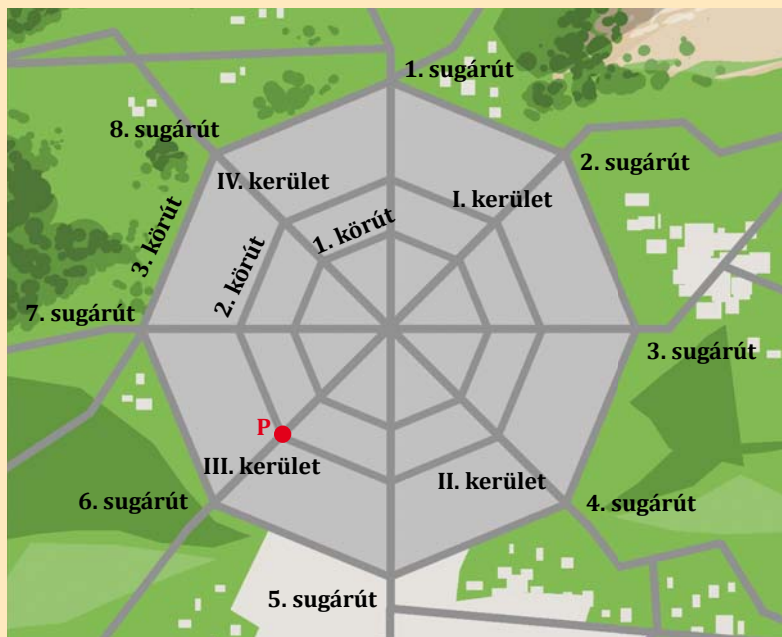 1. sugárút
8. sugárút
2. sugárút
IV. kerület
I. kerület
1. körút
3. körút
2. körút
7. sugárút
3. sugárút
P
III. kerület
II. kerület
6. sugárút
4. sugárút
5. sugárút